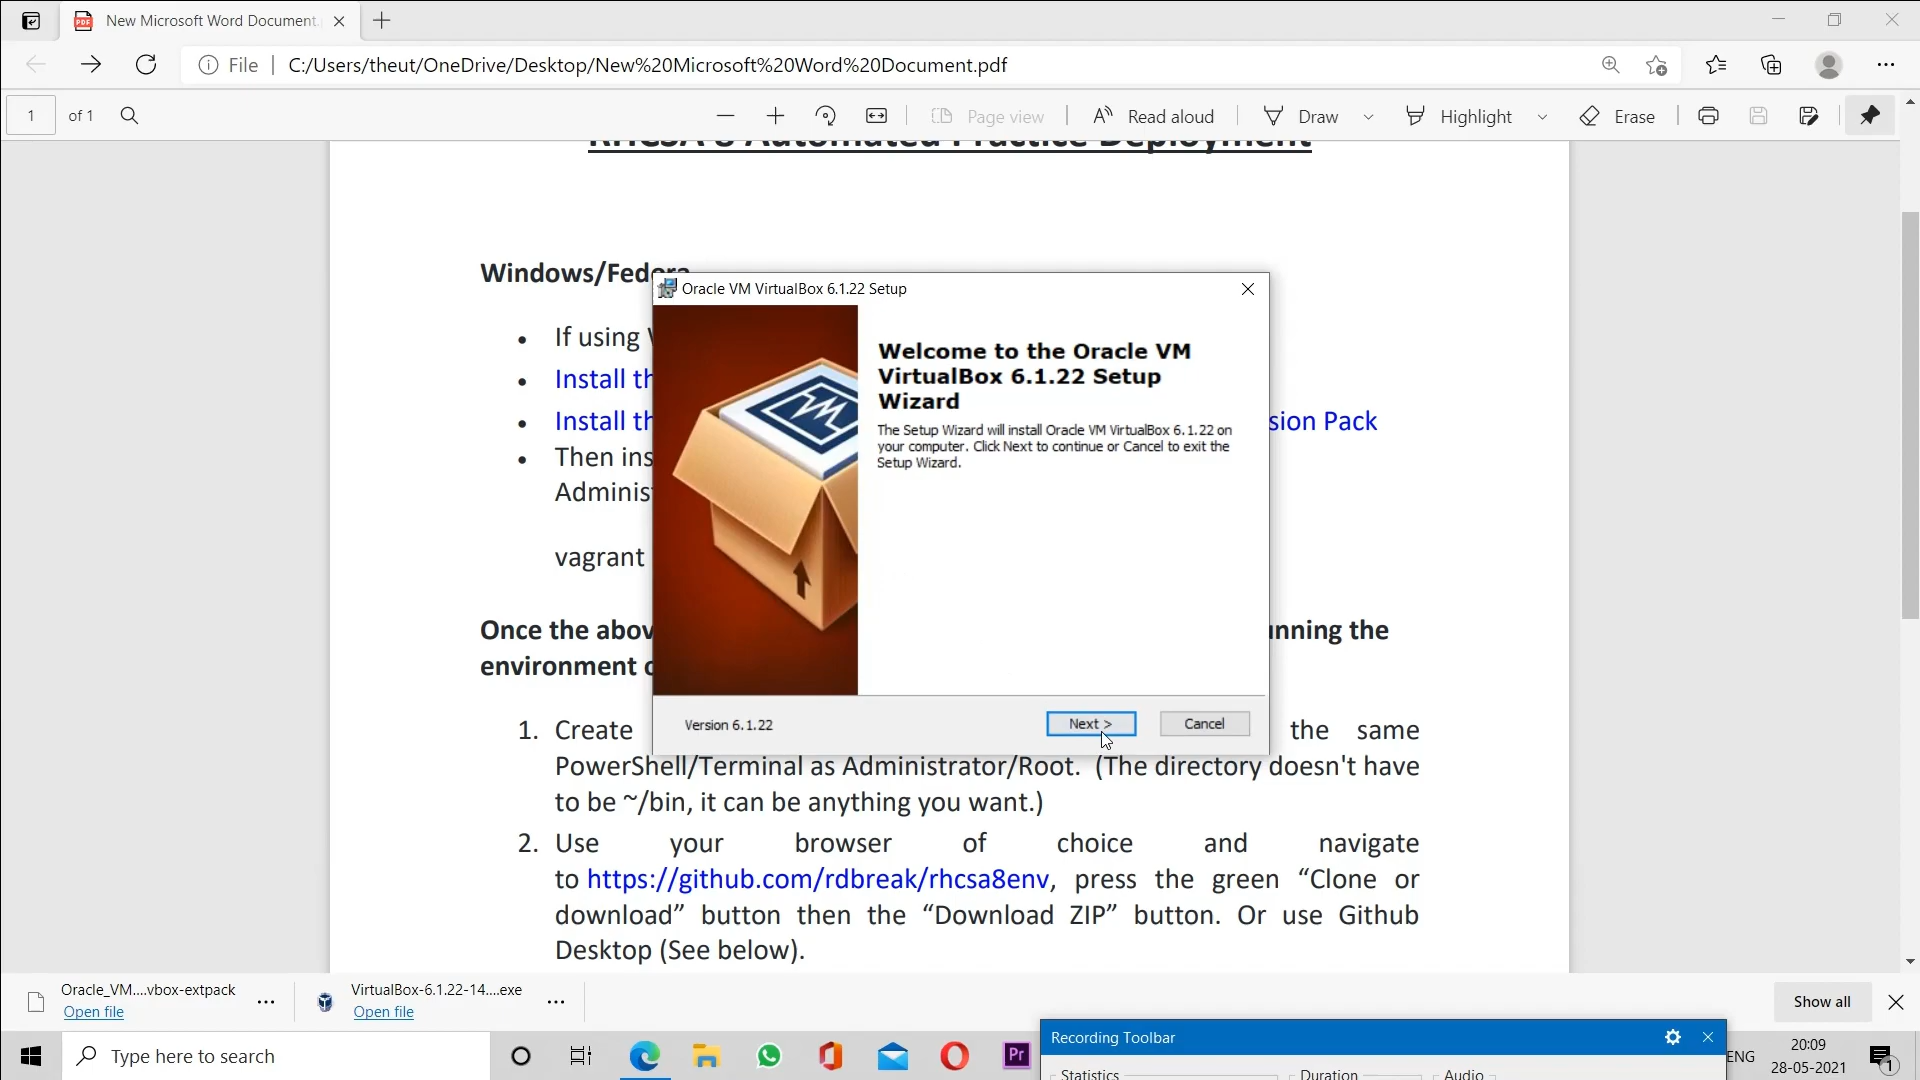 New Microsoft Word Document.
File
C:/Users/theut/OneDrive/Desktop/New%20Microsoft%20Word%20Document.pdf
1 of 1
Page view
Read aloud
Draw
Highlight
Erase
RHCSA 8 Automated Practice Deployment
Windows/Fedora
If using
Install th
Install th sion Pack
Then ins
Adminis
vagrant
Once the abov unning the
environment
1. Create the same
PowerShell/Terminal as Administrator/Root. (The directory doesn't have
to be ~/bin, it can be anything you want.)
2. Use your browser of choice and navigate
to https://github.com/rdbreak/rhcsa8env, press the green “Clone or
download” button then the “Download ZIP” button. Or use Github
Desktop (See below).
Oracle VM VirtualBox 6.1.22 Setup
Welcome to the Oracle VM
VirtualBox 6.1.22 Setup
Wizard
The Setup Wizard will install Oracle VM VirtualBox 6.1.22 on
your computer. Click Next to continue or Cancel to exit the
Setup Wizard.
Version 6.1.22
Next >
Cancel
Oracle_VM....vbox-extpack
Open file
VirtualBox-6.1.22-14....exe
Open file
Show all
Type here to search
Pr
Recording Toolbar
Statistics
Duration
Audio
ENG
20:09
28-05-2021
1